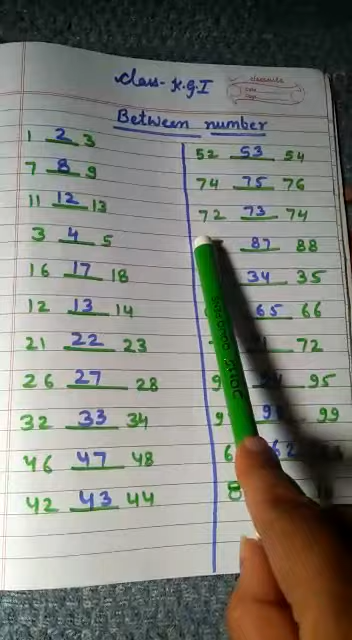 class- K.G I
Between number
1 2 3
7 8 9
11 12 13
3 4 5
16 17 18
12 13 14
21 22 23
26 27 28
32 33 34
46 47 48
42 43 44
52 53 54
74 75 76
72 73 74
87 88
34 35
65 66
72
95
99
62